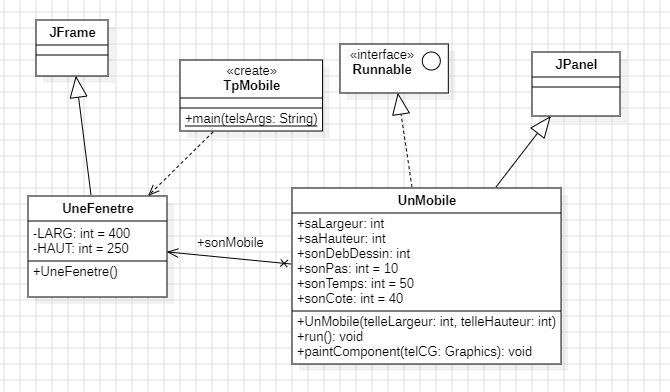 JFrame
«create»
TpMobile
+main(telsArgs: String)
«interface»
Runnable
JPanel
UneFenetre
-LARG: int = 400
-HAUT: int = 250
+UneFenetre()
+sonMobile
UnMobile
+saLargeur: int
+saHauteur: int
+sonDebDessin: int
+sonPas: int = 10
+sonTemps: int = 50
+sonCote: int = 40
+UnMobile(telleLargeur: int, telleHauteur: int)
+run(): void
+paintComponent(telCG: Graphics): void